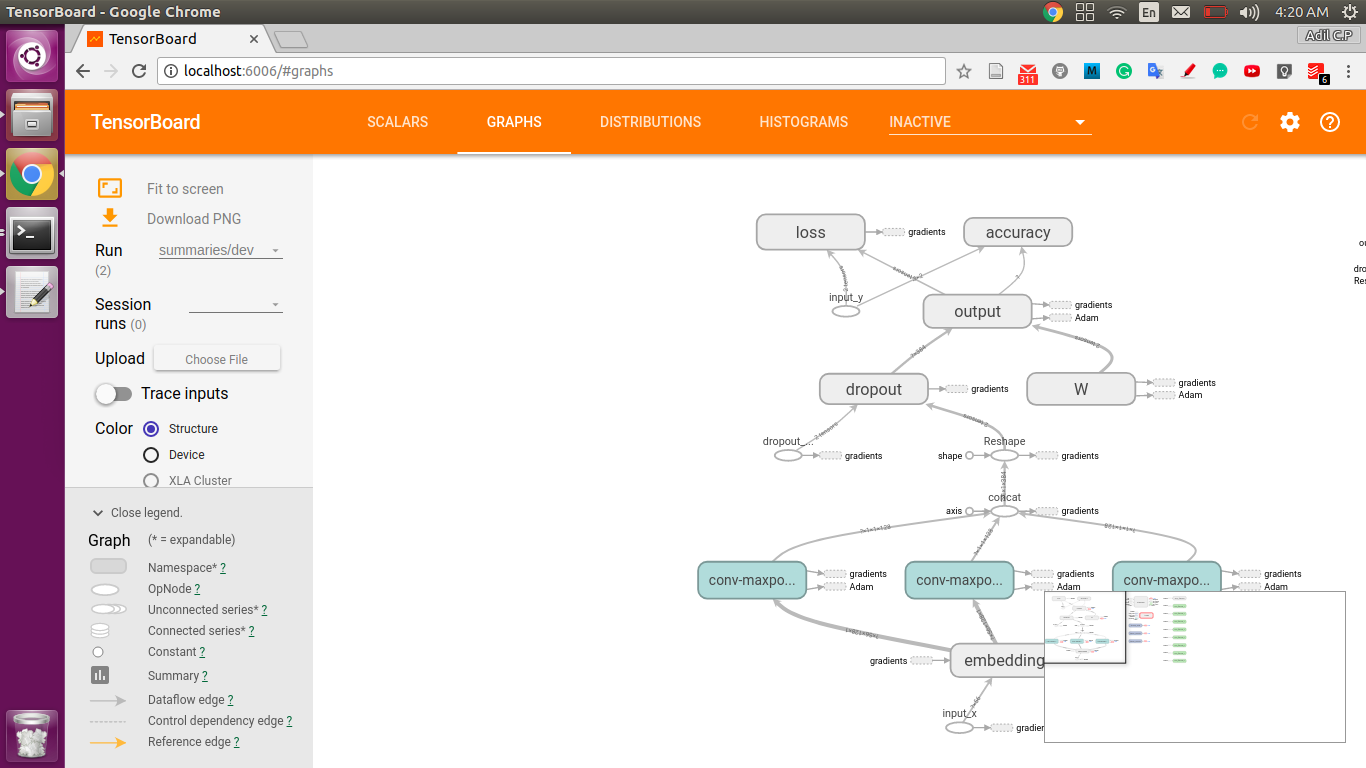 TensorBoard - Google Chrome
En
4:20 AM
TensorBoard
Adil C.P
localhost:6006/#graphs
311
M
6
TensorBoard
SCALARS
GRAPHS
DISTRIBUTIONS
HISTOGRAMS
INACTIVE
Fit to screen
Download PNG
Run
(2)
summaries/dev
Session
runs (0)
Upload
Choose File
Trace inputs
Color
Structure
Device
XLA Cluster
Close legend.
Graph
(* = expandable)
Namespace* ?
OpNode ?
Unconnected series* ?
Connected series* ?
Constant ?
Summary ?
Dataflow edge ?
Control dependency edge ?
Reference edge ?
loss
gradients
accuracy
input_y
output
gradients
Adam
dropout
gradients
W
gradients
Adam
dropout_...
gradients
Reshape
shape
gradients
concat
axis
gradients
conv-maxpo...
gradients
Adam
conv-maxpo...
gradients
Adam
conv-maxpo...
gradients
Adam
gradients
embedding
input_x
gradier
ou
dro
Res